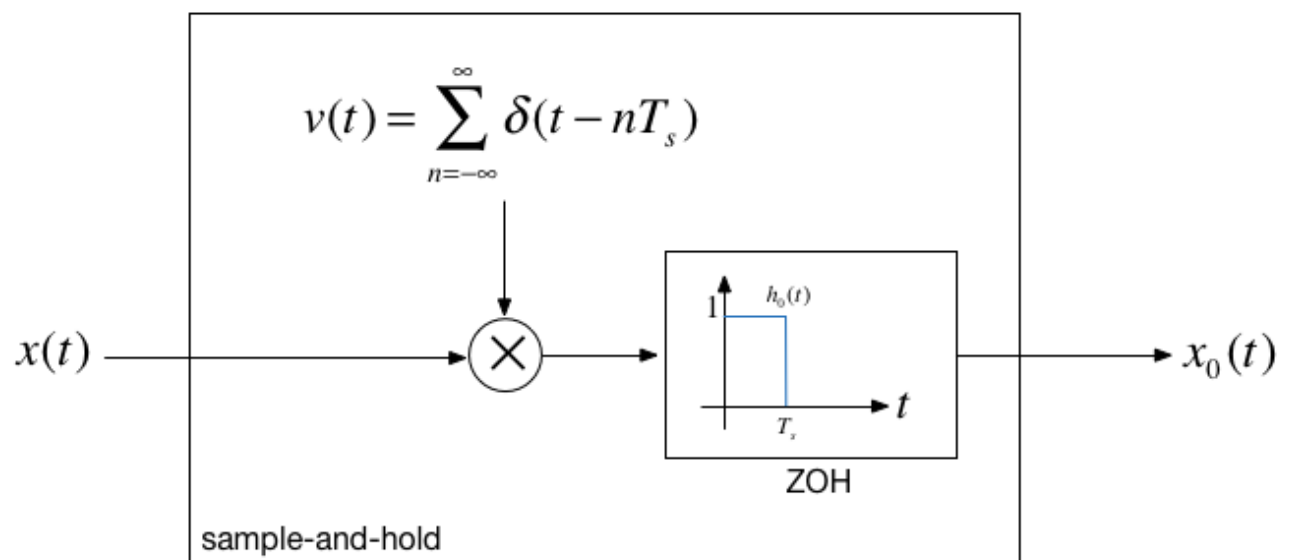 v(t) = ∑_{n=−∞}^{∞} δ(t − nT_s)
x(t)
1
h_0(t)
t
T_s
x_0(t)
ZOH
sample-and-hold